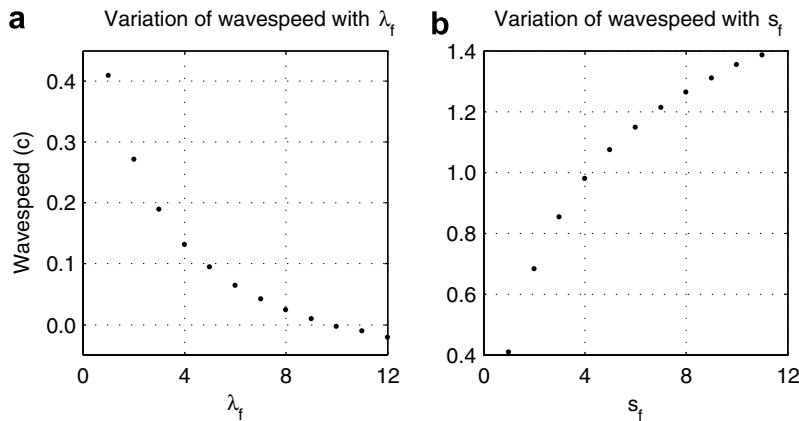 a
Variation of wavespeed with λf
Wavespeed (c)
0.4
0.3
0.2
0.1
0.0
0 4 8 12
λf
b
Variation of wavespeed with sf
1.4
1.2
1.0
0.8
0.6
0.4
0 4 8 12
sf